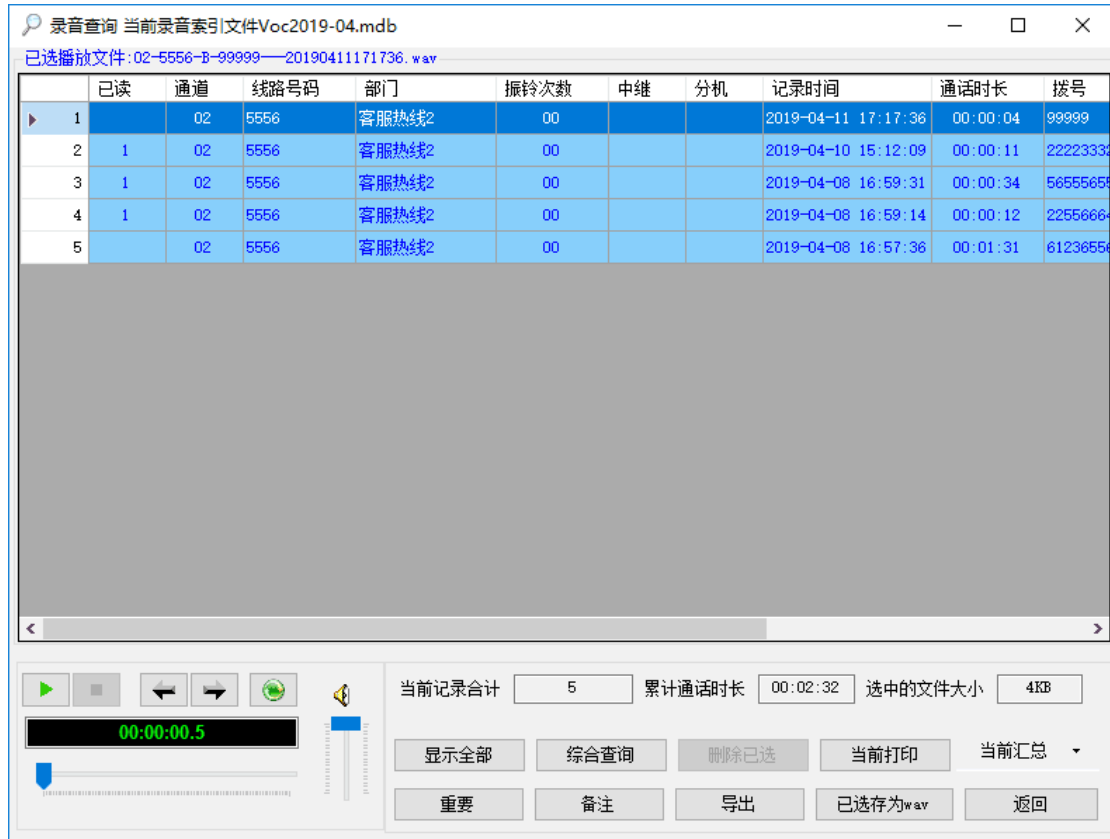 录音查询 当前录音索引文件Voc2019-04.mdb
已选播放文件:02-5556-B-99999——20190411171736.wav
已读 通道 线路号码 部门 振铃次数 中继 分机 记录时间 通话时长 拨号
1 02 5556 客服热线2 00 2019-04-11 17:17:36 00:00:04 99999
2 1 02 5556 客服热线2 00 2019-04-10 15:12:09 00:00:11 22223332
3 1 02 5556 客服热线2 00 2019-04-08 16:59:31 00:00:34 5655565
4 1 02 5556 客服热线2 00 2019-04-08 16:59:14 00:00:12 2255666
5 02 5556 客服热线2 00 2019-04-08 16:57:36 00:01:31 6123655
当前记录合计 5 累计通话时长 00:02:32 选中的文件大小 4KB
00:00:00.5
显示全部 综合查询 删除已选 当前打印 当前汇总
重要 备注 导出 已选存为wav 返回